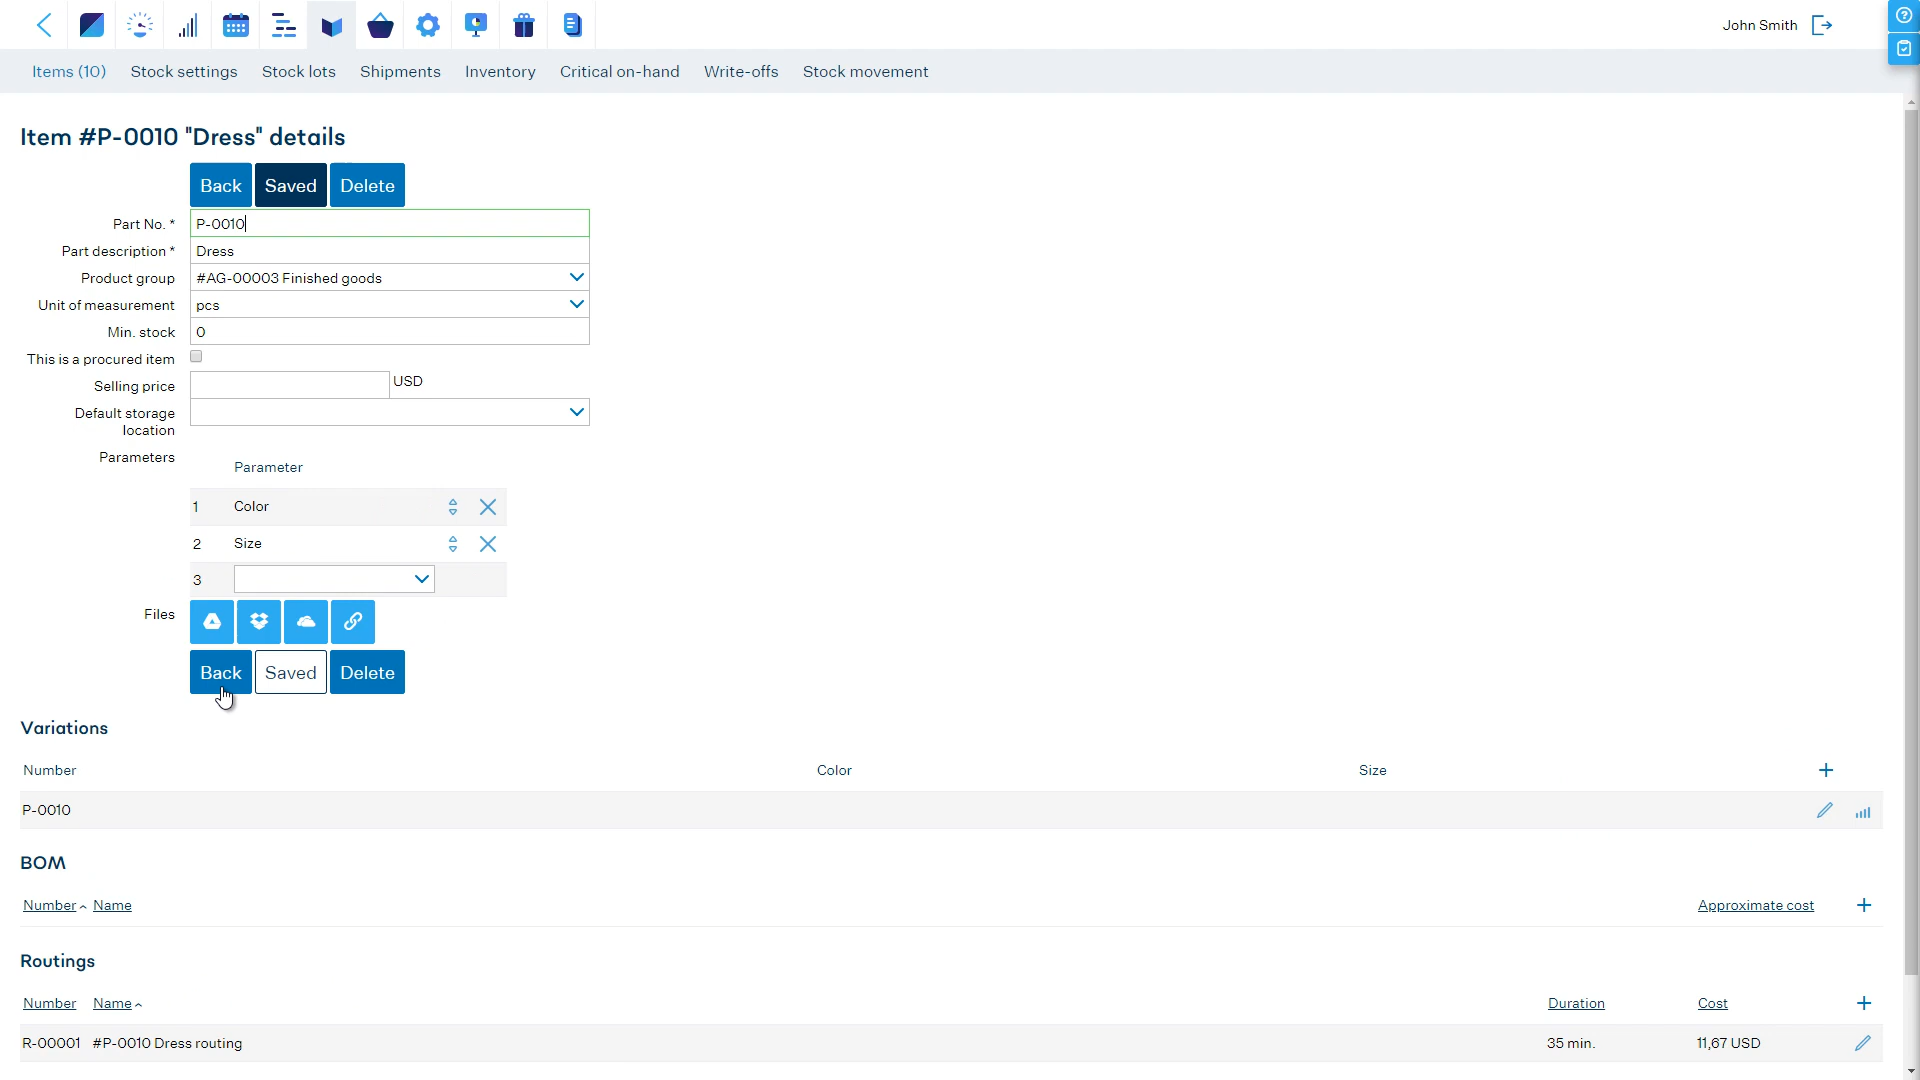 John Smith
Items (10) Stock settings Stock lots Shipments Inventory Critical on-hand Write-offs Stock movement
Item #P-0010 "Dress" details
Back Saved Delete
Part No. * P-0010
Part description * Dress
Product group #AG-00003 Finished goods
Unit of measurement pcs
Min. stock 0
This is a procured item
Selling price USD
Default storage
location
Parameters
Parameter
1 Color
2 Size
3
Files
Back Saved Delete
Variations
Number Color Size
P-0010
BOM
Number Name Approximate cost
Routings
Number Name Duration Cost
R-00001 #P-0010 Dress routing 35 min. 11,67 USD